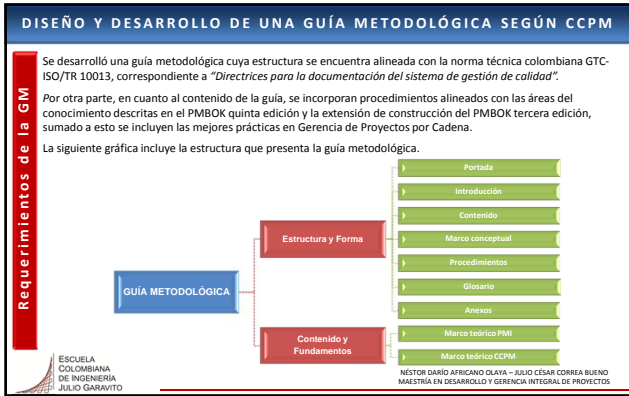 DISEÑO Y DESARROLLO DE UNA GUÍA METODOLÓGICA SEGÚN CCPM
Requerimientos de la GM
Se desarrolló una guía metodológica cuya estructura se encuentra alineada con la norma técnica colombiana GTC-
ISO/TR 10013, correspondiente a “Directrices para la documentación del sistema de gestión de calidad”.
Por otra parte, en cuanto al contenido de la guía, se incorporan procedimientos alineados con las áreas del
conocimiento descritas en el PMBOK quinta edición y la extensión de construcción del PMBOK tercera edición,
sumado a esto se incluyen las mejores prácticas en Gerencia de Proyectos por Cadena.
La siguiente gráfica incluye la estructura que presenta la guía metodológica.
GUÍA METODOLÓGICA
Estructura y Forma
Portada
Introducción
Contenido
Marco conceptual
Procedimientos
Glosario
Anexos
Contenido y
Fundamentos
Marco teórico PMI
Marco teórico CCPM
ESCUELA
COLOMBIANA
DE INGENIERÍA
JULIO GARAVITO
NÉSTOR DARÍO AFRICANO OLAYA – JULIO CÉSAR CORREA BUENO
MAESTRÍA EN DESARROLLO Y GERENCIA INTEGRAL DE PROYECTOS